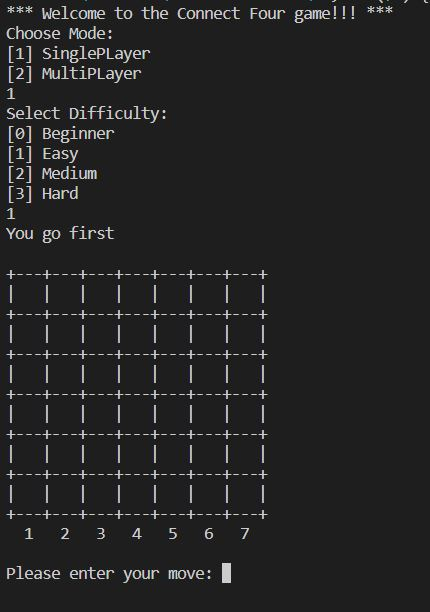 *** Welcome to the Connect Four game!!! ***
Choose Mode:
[1] SinglePLayer
[2] MultiPLayer
1
Select Difficulty:
[0] Beginner
[1] Easy
[2] Medium
[3] Hard
1
You go first
+---+---+---+---+---+---+---+
|   |   |   |   |   |   |   |
+---+---+---+---+---+---+---+
|   |   |   |   |   |   |   |
+---+---+---+---+---+---+---+
|   |   |   |   |   |   |   |
+---+---+---+---+---+---+---+
|   |   |   |   |   |   |   |
+---+---+---+---+---+---+---+
|   |   |   |   |   |   |   |
+---+---+---+---+---+---+---+
|   |   |   |   |   |   |   |
+---+---+---+---+---+---+---+
  1   2   3   4   5   6   7
Please enter your move: